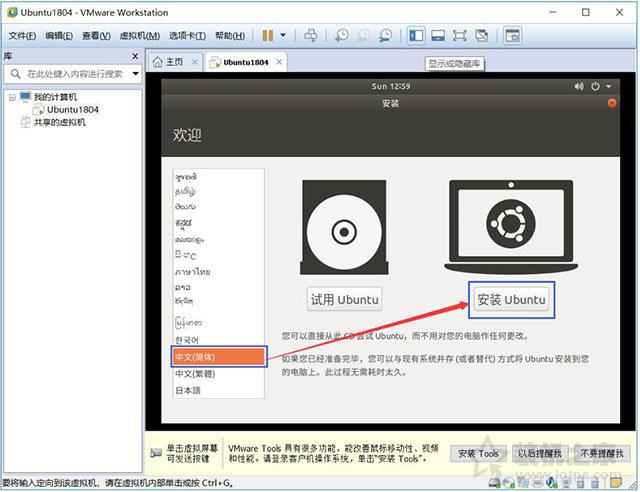 Ubuntu1804 - VMware Workstation
文件(F) 编辑(E) 查看(V) 虚拟机(M) 选项卡(T) 帮助(H)
库
在此处键入内容进行搜索
我的计算机
Ubuntu1804
共享的虚拟机
主页
Ubuntu1804
显示或隐藏库
Sun 12:59
安装
欢迎
ગુજરાતી
தமிழ்
తెలుగు
ಕನ್ನಡ
മലയാളം
සිංහල
ภาษาไทย
ລາວ
မြန်မာစာ
한국어
中文(简体)
中文(繁體)
日本語
试用 Ubuntu
安装 Ubuntu
您可以直接从此 CD 尝试 Ubuntu，而不用对您的电脑作任何更改。
如果您已经准备完毕，您可以与现有系统并存 (或者替代) 方式将 Ubuntu 安装到您
的电脑上。此过程无需耗时太久。
单击虚拟屏幕
可发送按键
VMware Tools 具有很多功能，能改善鼠标移动性、视频
和性能。请登录客户机操作系统，单击“安装 Tools”。
安装 Tools
以后提醒我
不要提醒我
装机之家
www.lotpc.com
要将输入定向到该虚拟机，请在虚拟机内部单击或按 Ctrl+G。